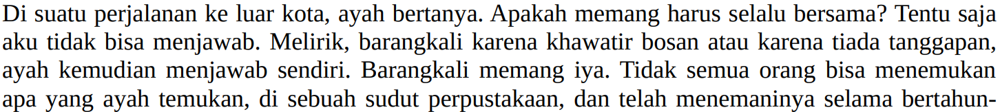 Di suatu perjalanan ke luar kota, ayah bertanya. Apakah memang harus selalu bersama? Tentu saja
aku tidak bisa menjawab. Melirik, barangkali karena khawatir bosan atau karena tiada tanggapan,
ayah kemudian menjawab sendiri. Barangkali memang iya. Tidak semua orang bisa menemukan
apa yang ayah temukan, di sebuah sudut perpustakaan, dan telah menemaninya selama bertahun-